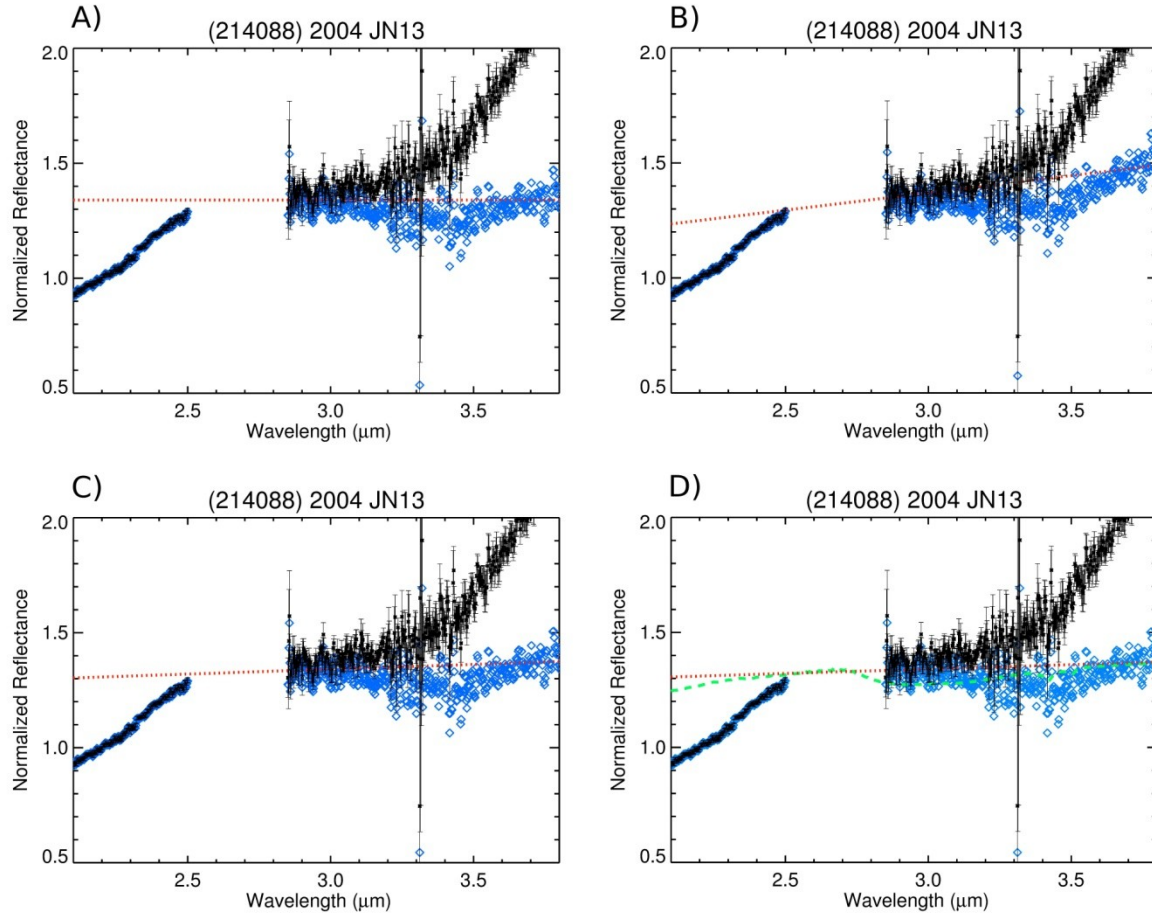 A)
(214088) 2004 JN13
2.0
1.5
1.0
0.5
Normalized Reflectance
2.5 3.0 3.5
Wavelength (μm)
B)
(214088) 2004 JN13
2.0
1.5
1.0
0.5
Normalized Reflectance
2.5 3.0 3.5
Wavelength (μm)
C)
(214088) 2004 JN13
2.0
1.5
1.0
0.5
Normalized Reflectance
2.5 3.0 3.5
Wavelength (μm)
D)
(214088) 2004 JN13
2.0
1.5
1.0
0.5
Normalized Reflectance
2.5 3.0 3.5
Wavelength (μm)